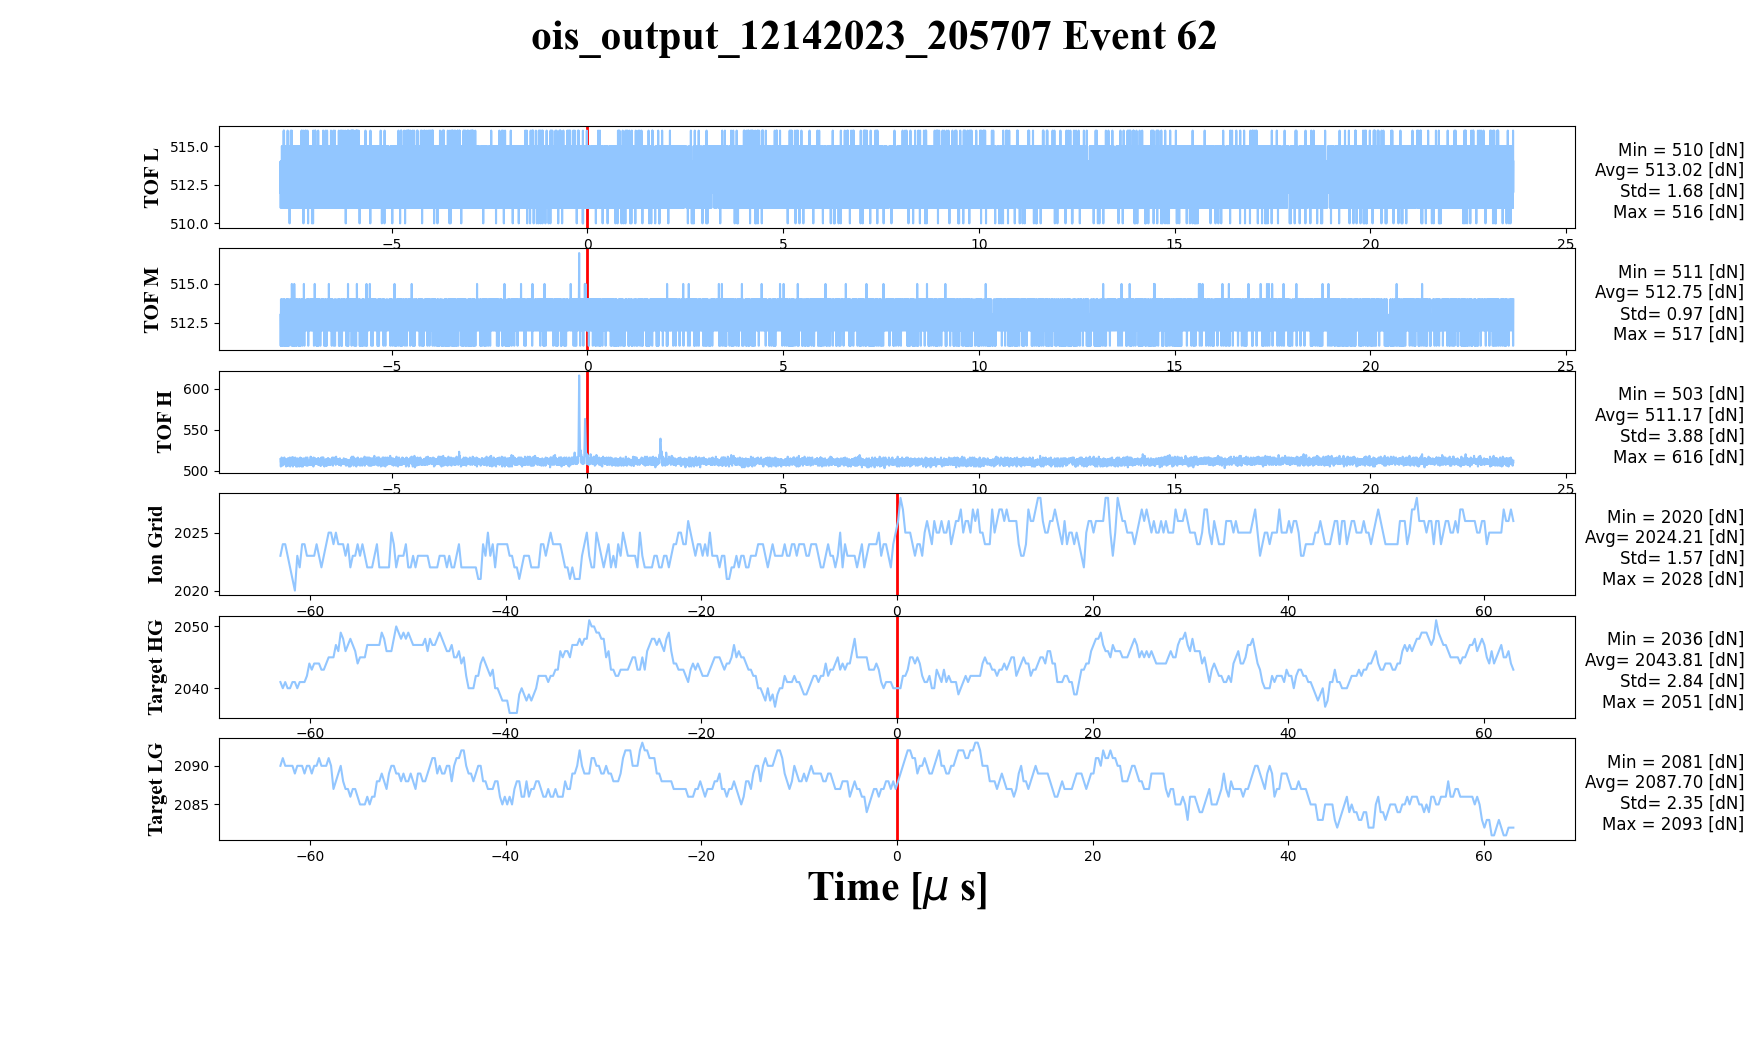 ois_output_12142023_205707 Event 62
TOF L
515.0
512.5
510.0
−5
0
5
10
15
20
25
Min = 510 [dN]
Avg= 513.02 [dN]
Std= 1.68 [dN]
Max = 516 [dN]
TOF M
515.0
512.5
−5
0
5
10
15
20
25
Min = 511 [dN]
Avg= 512.75 [dN]
Std= 0.97 [dN]
Max = 517 [dN]
TOF H
600
550
500
−5
0
5
10
15
20
25
Min = 503 [dN]
Avg= 511.17 [dN]
Std= 3.88 [dN]
Max = 616 [dN]
Ion Grid
2025
2020
−60
−40
−20
0
20
40
60
Min = 2020 [dN]
Avg= 2024.21 [dN]
Std= 1.57 [dN]
Max = 2028 [dN]
Target HG
2050
2040
−60
−40
−20
0
20
40
60
Min = 2036 [dN]
Avg= 2043.81 [dN]
Std= 2.84 [dN]
Max = 2051 [dN]
Target LG
2090
2085
−60
−40
−20
0
20
40
60
Min = 2081 [dN]
Avg= 2087.70 [dN]
Std= 2.35 [dN]
Max = 2093 [dN]
Time [μ s]